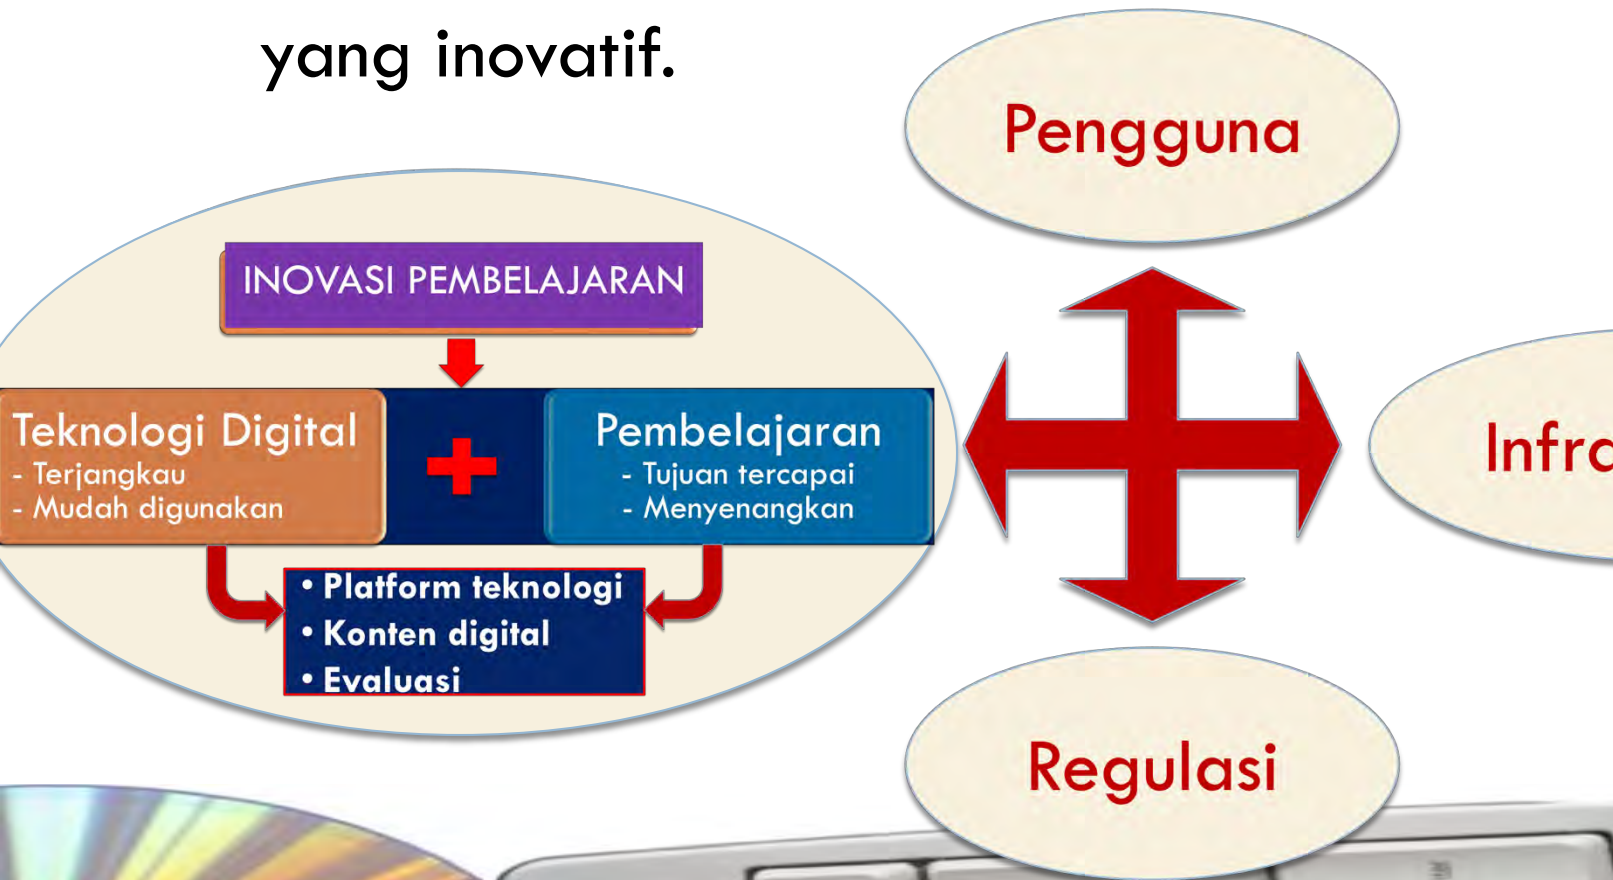 yang inovatif.
Pengguna
INOVASI PEMBELAJARAN
Teknologi Digital
- Terjangkau
- Mudah digunakan
Pembelajaran
- Tujuan tercapai
- Menyenangkan
• Platform teknologi
• Konten digital
• Evaluasi
Regulasi